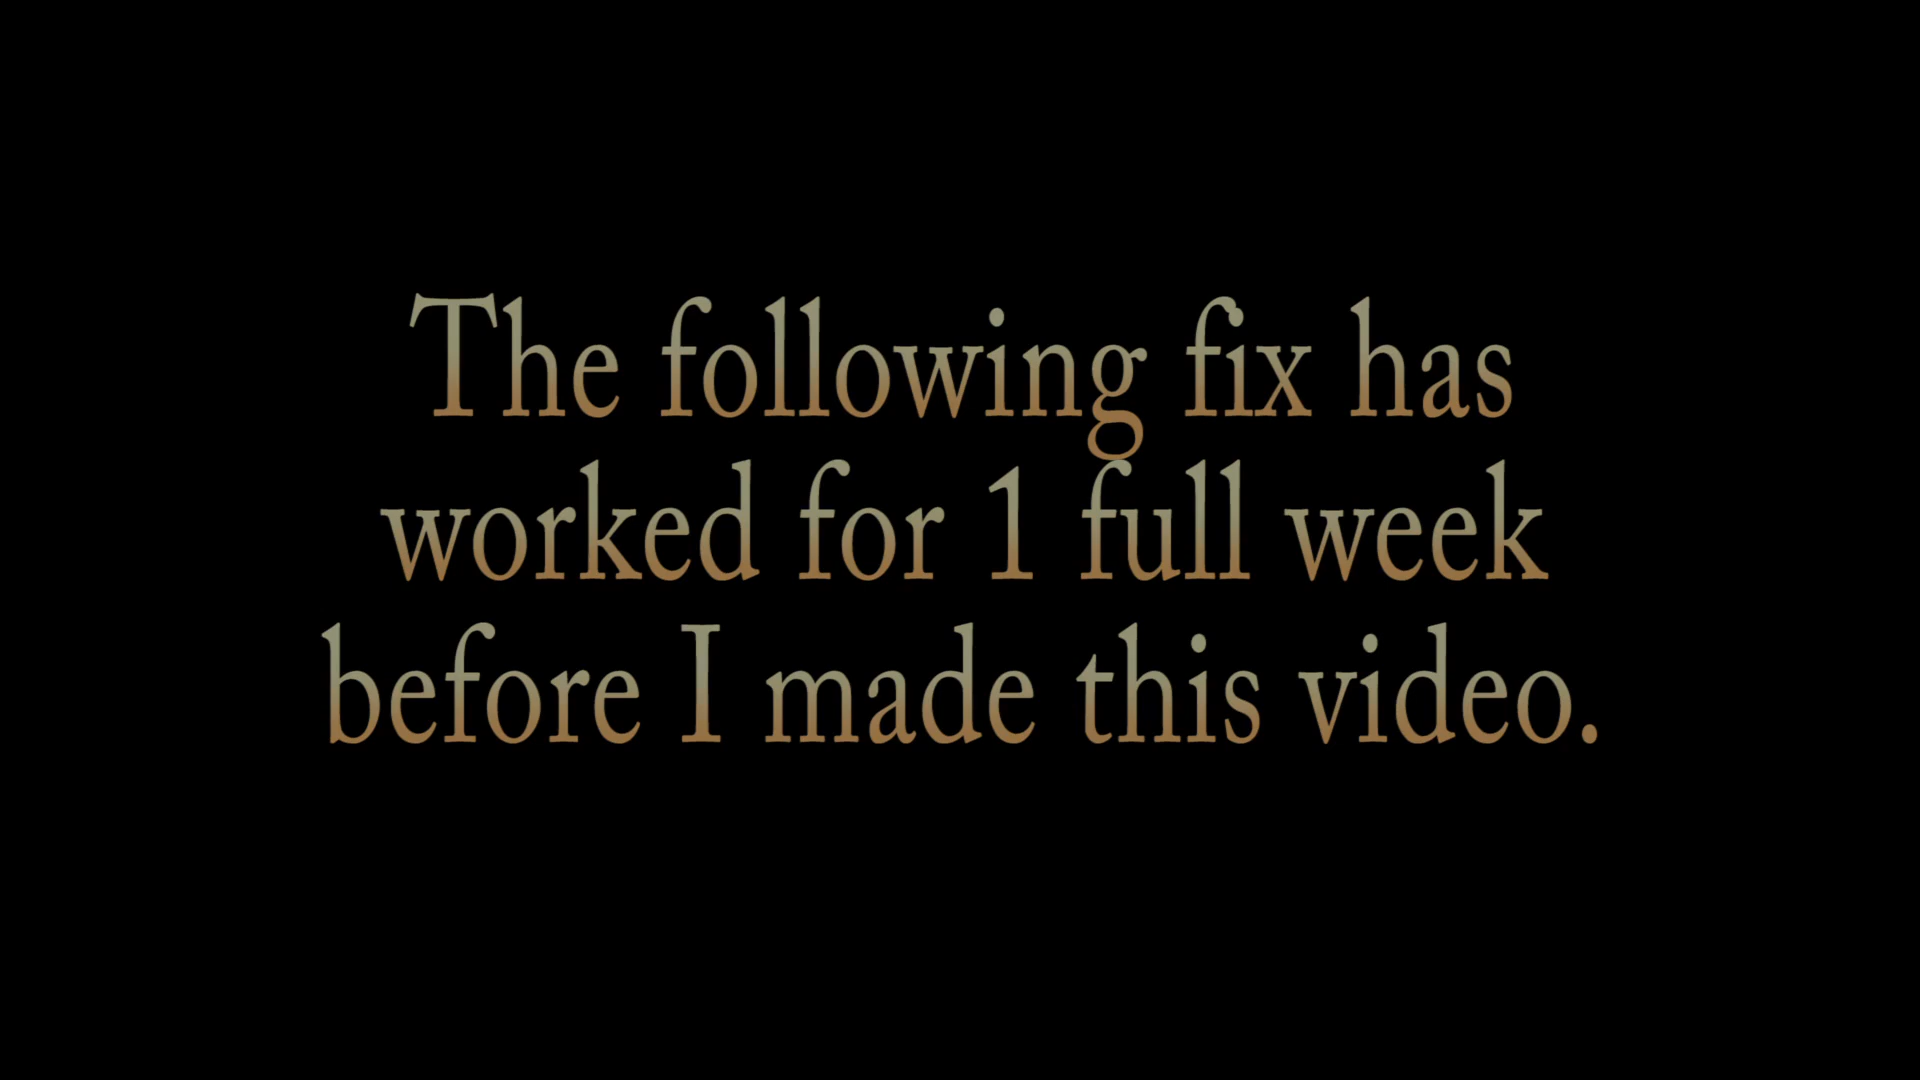 The following fix has
worked for 1 full week
before I made this video.